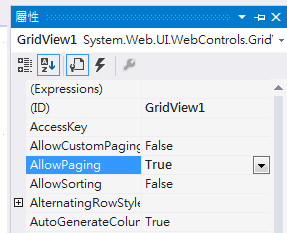 屬性
GridView1 System.Web.UI.WebControls.Grid
(Expressions)
(ID) GridView1
AccessKey
AllowCustomPaging False
AllowPaging True
AllowSorting False
AlternatingRowStyle
AutoGenerateColun True